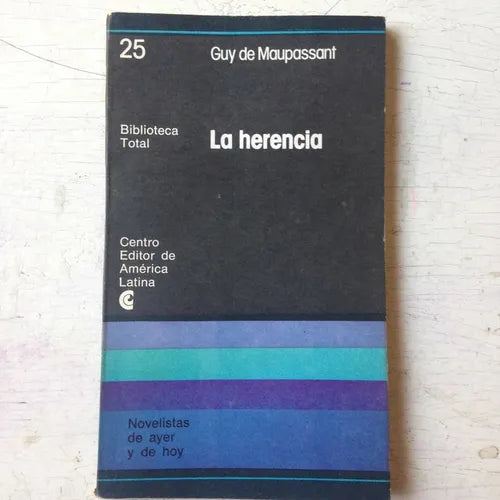 25
Guy de Maupassant
Biblioteca
Total
La herencia
Centro
Editor de
América
Latina
Novelistas
de ayer
y de hoy